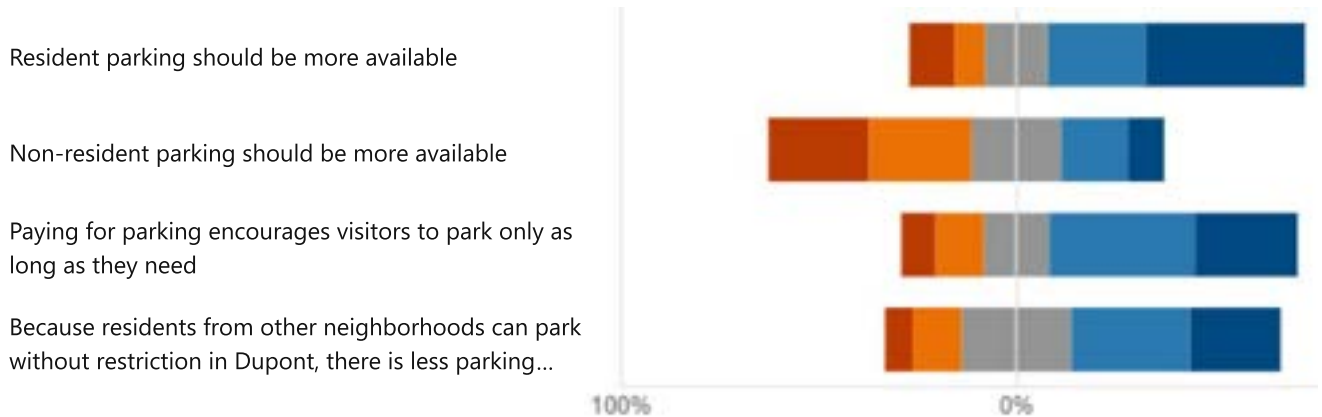 Resident parking should be more available
Non-resident parking should be more available
Paying for parking encourages visitors to park only as
long as they need
Because residents from other neighborhoods can park
without restriction in Dupont, there is less parking...
100%
0%